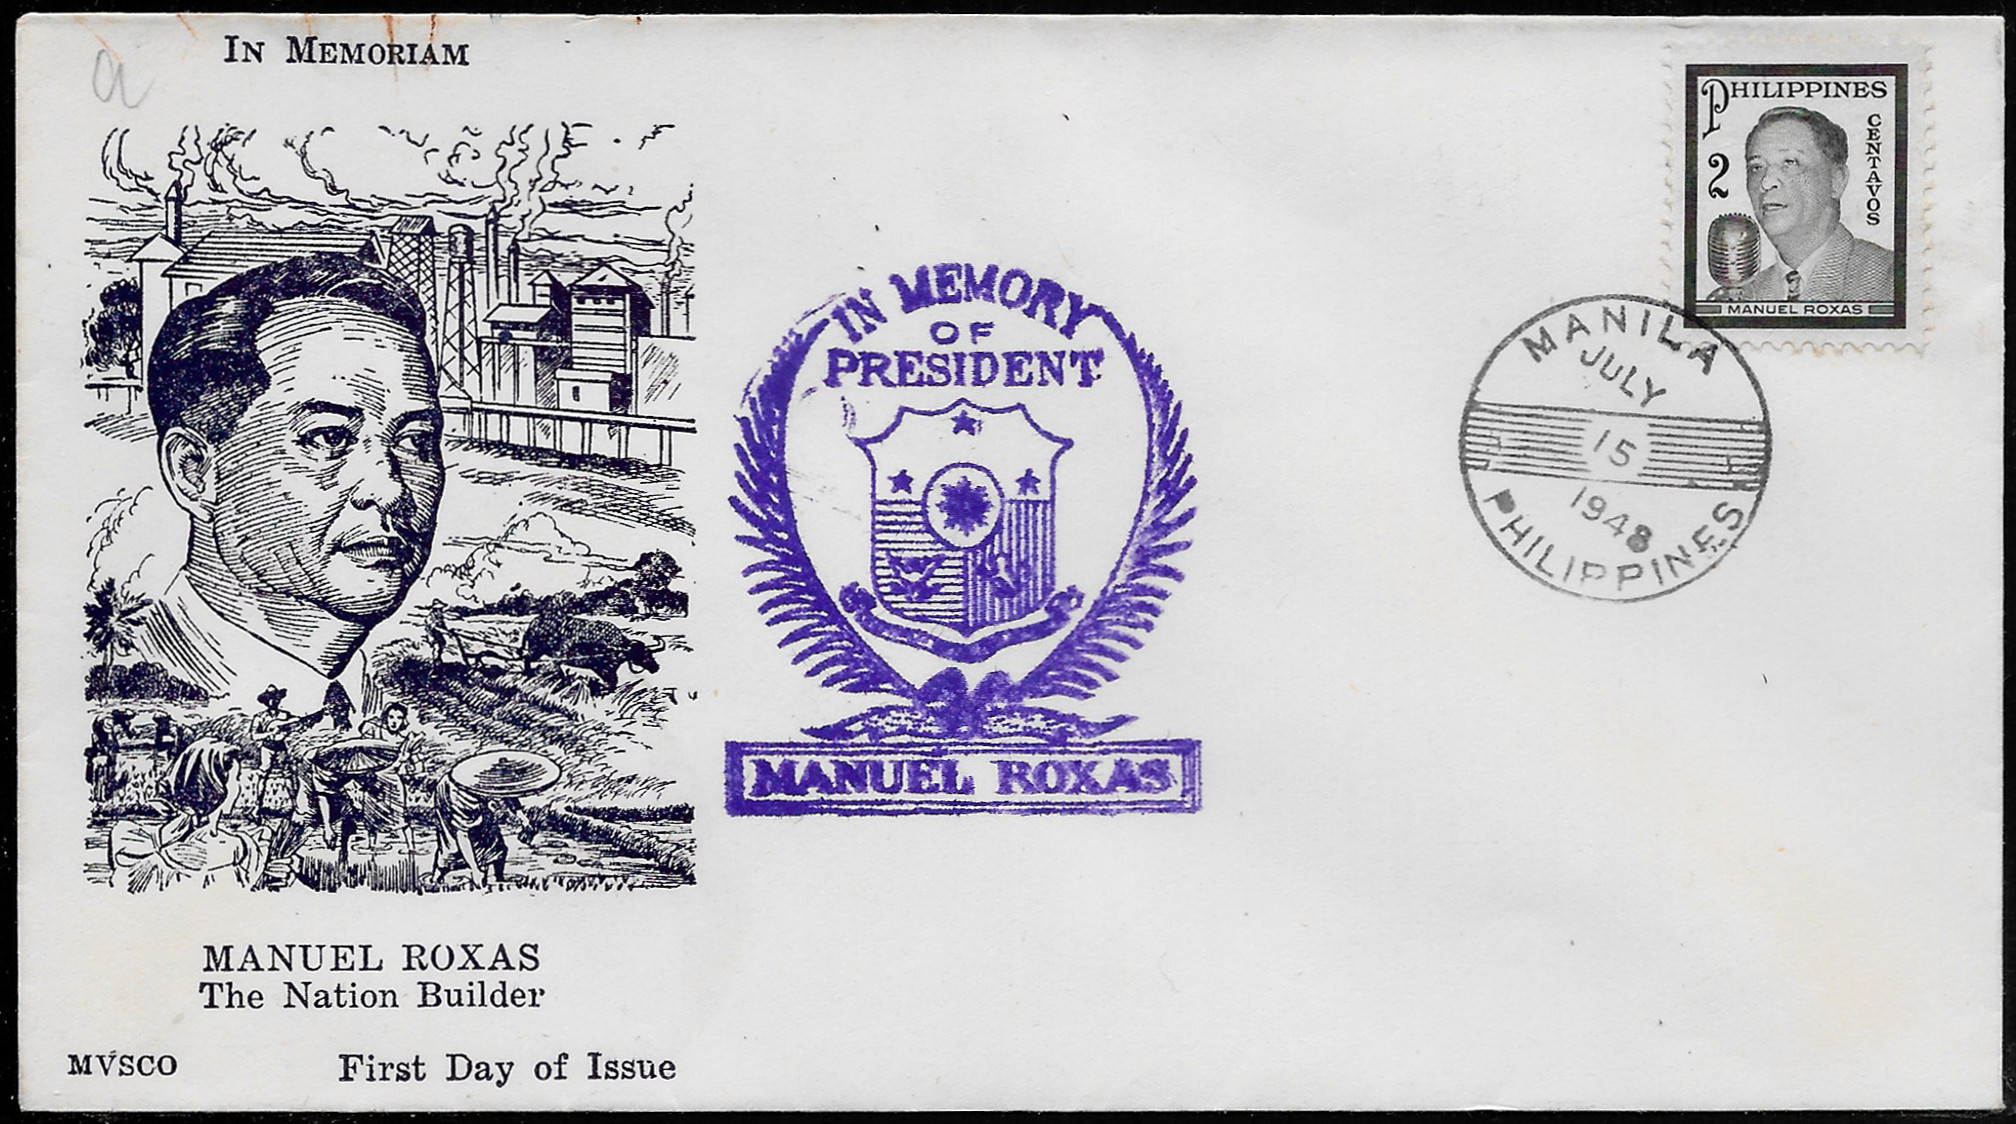 IN MEMORIAM
a
MANUEL ROXAS
The Nation Builder
MVSCO
First Day of Issue
IN MEMORY
OF
PRESIDENT
MANUEL ROXAS
PHILIPPINES
2
CENTAVOS
MANUEL ROXAS
MANILA
JULY
15
1948
PHILIPPINES